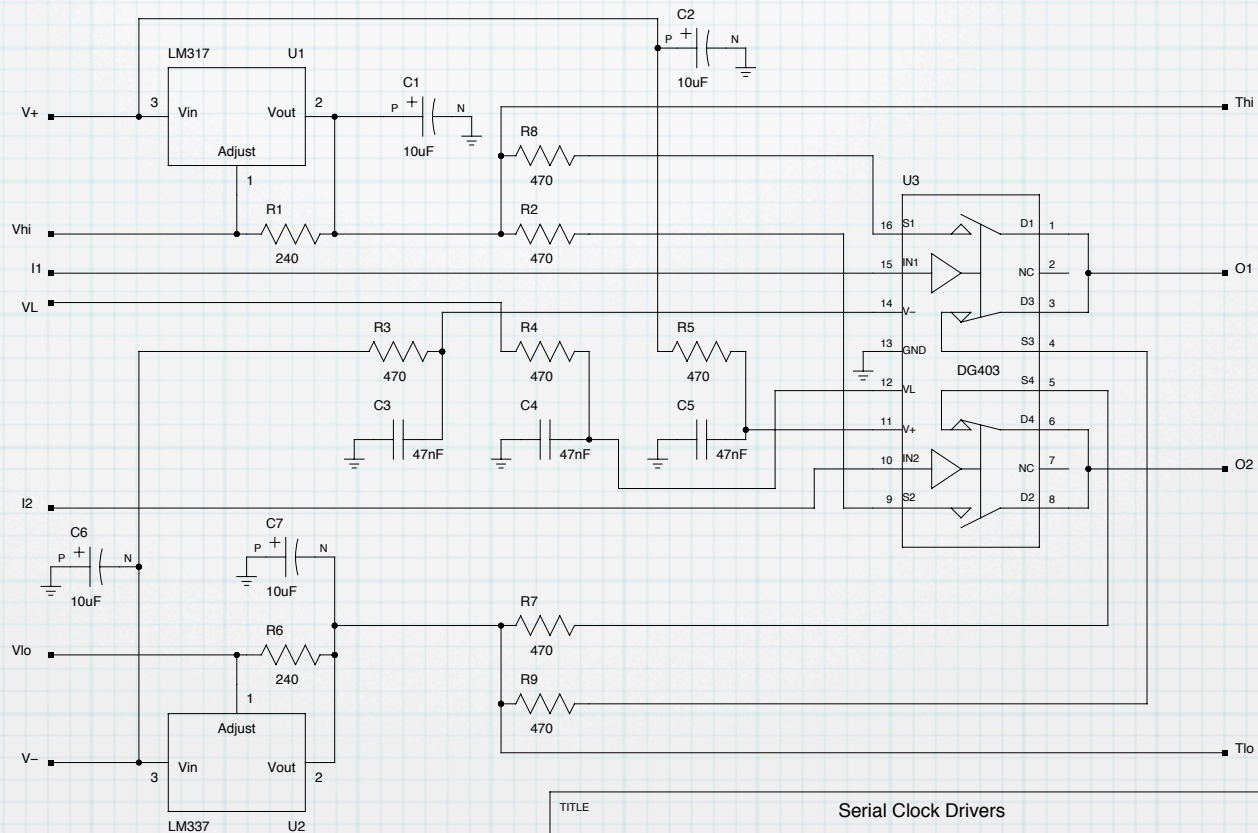 C2
P + N
10uF
LM317 U1
V+
3 Vin Vout 2
Adjust
1
C1
P + N
10uF
Thi
R8
470
Vhi
R1
240
R2
470
U3
16 S1 D1 1
I1
15 IN1 NC 2
O1
VL
14 V− D3 3
13 GND S3 4
DG403
12 VL S4 5
11 V+ D4 6
10 IN2 NC 7
O2
9 S2 D2 8
R3
470
R4
470
R5
470
C3
47nF
C4
47nF
C5
47nF
I2
C6
P + N
10uF
C7
P + N
10uF
Vlo
R6
240
1
Adjust
V−
3 Vin Vout 2
LM337 U2
R7
470
R9
470
Tlo
TITLE
Serial Clock Drivers